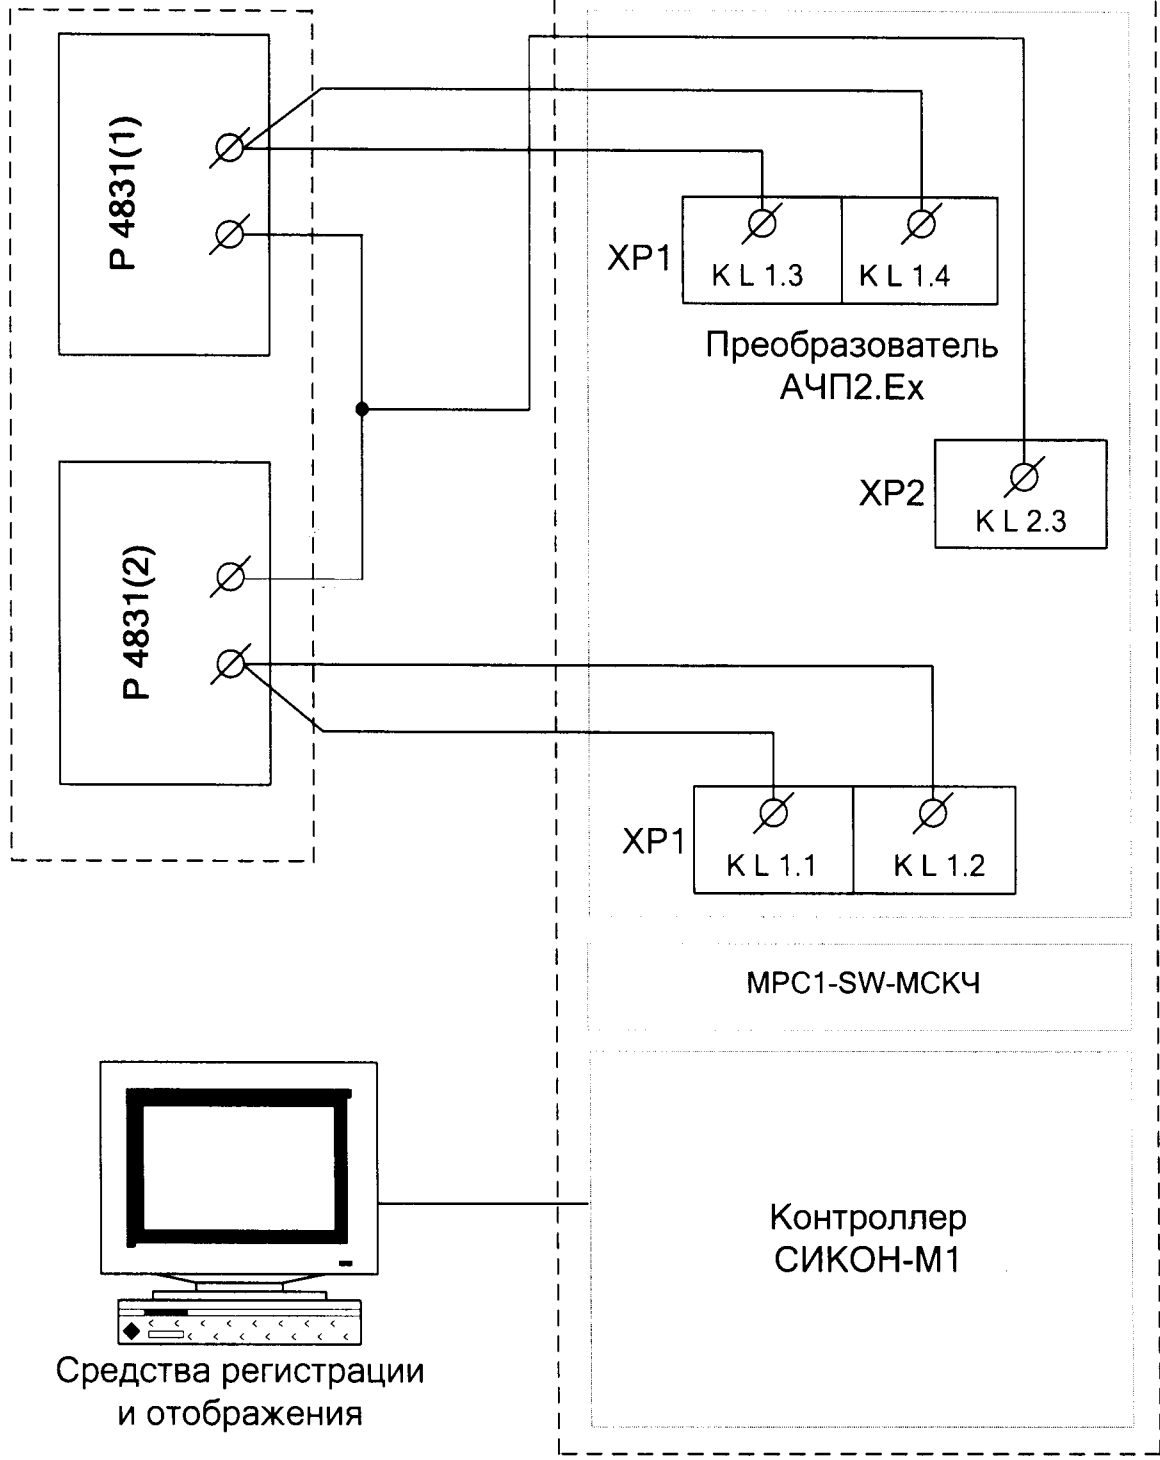 Р 4831(1)
XP1
K L 1.3
K L 1.4
Преобразователь
АЧП2.Ex
XP2
K L 2.3
Р 4831(2)
XP1
K L 1.1
K L 1.2
МРС1-SW-МСКЧ
Контроллер
СИКОН-М1
Средства регистрации
и отображения